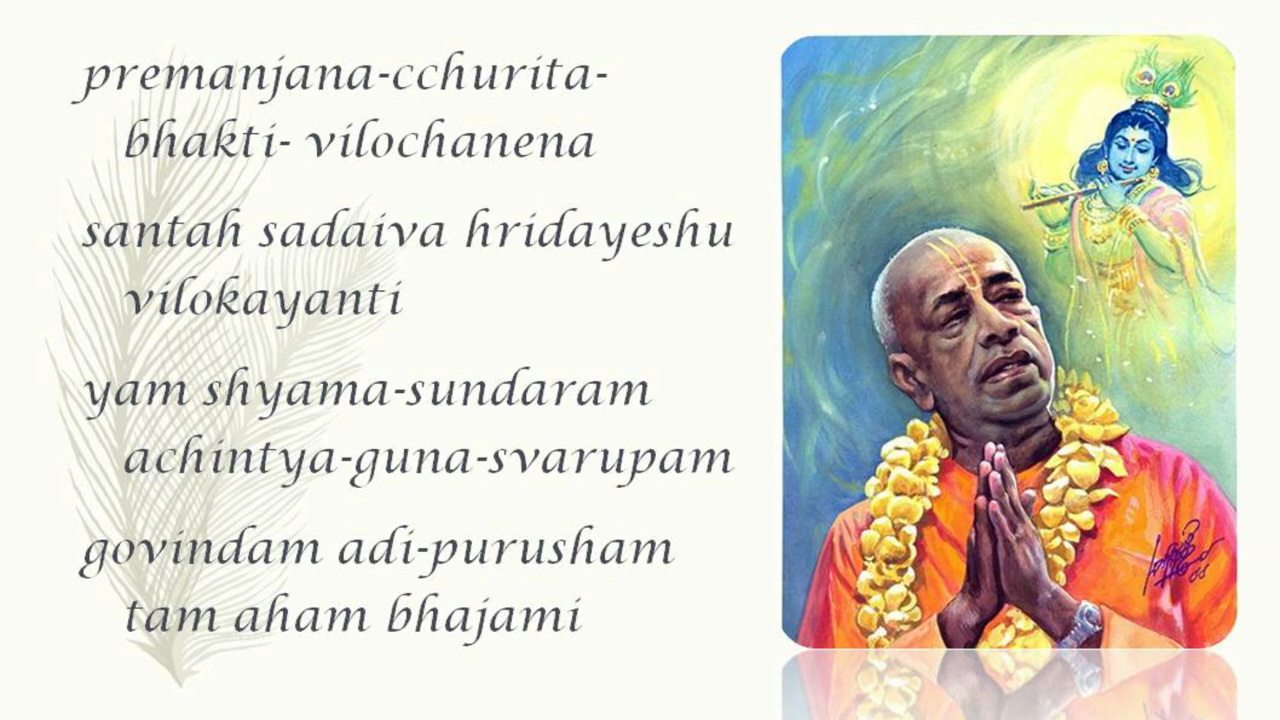 premanjana-cchurita-
bhakti- vilochanena
santah sadaiva hridayeshu
vilokayanti
yam shyama-sundaram
achintya-guna-svarupam
govindam adi-purusham
tam aham bhajami